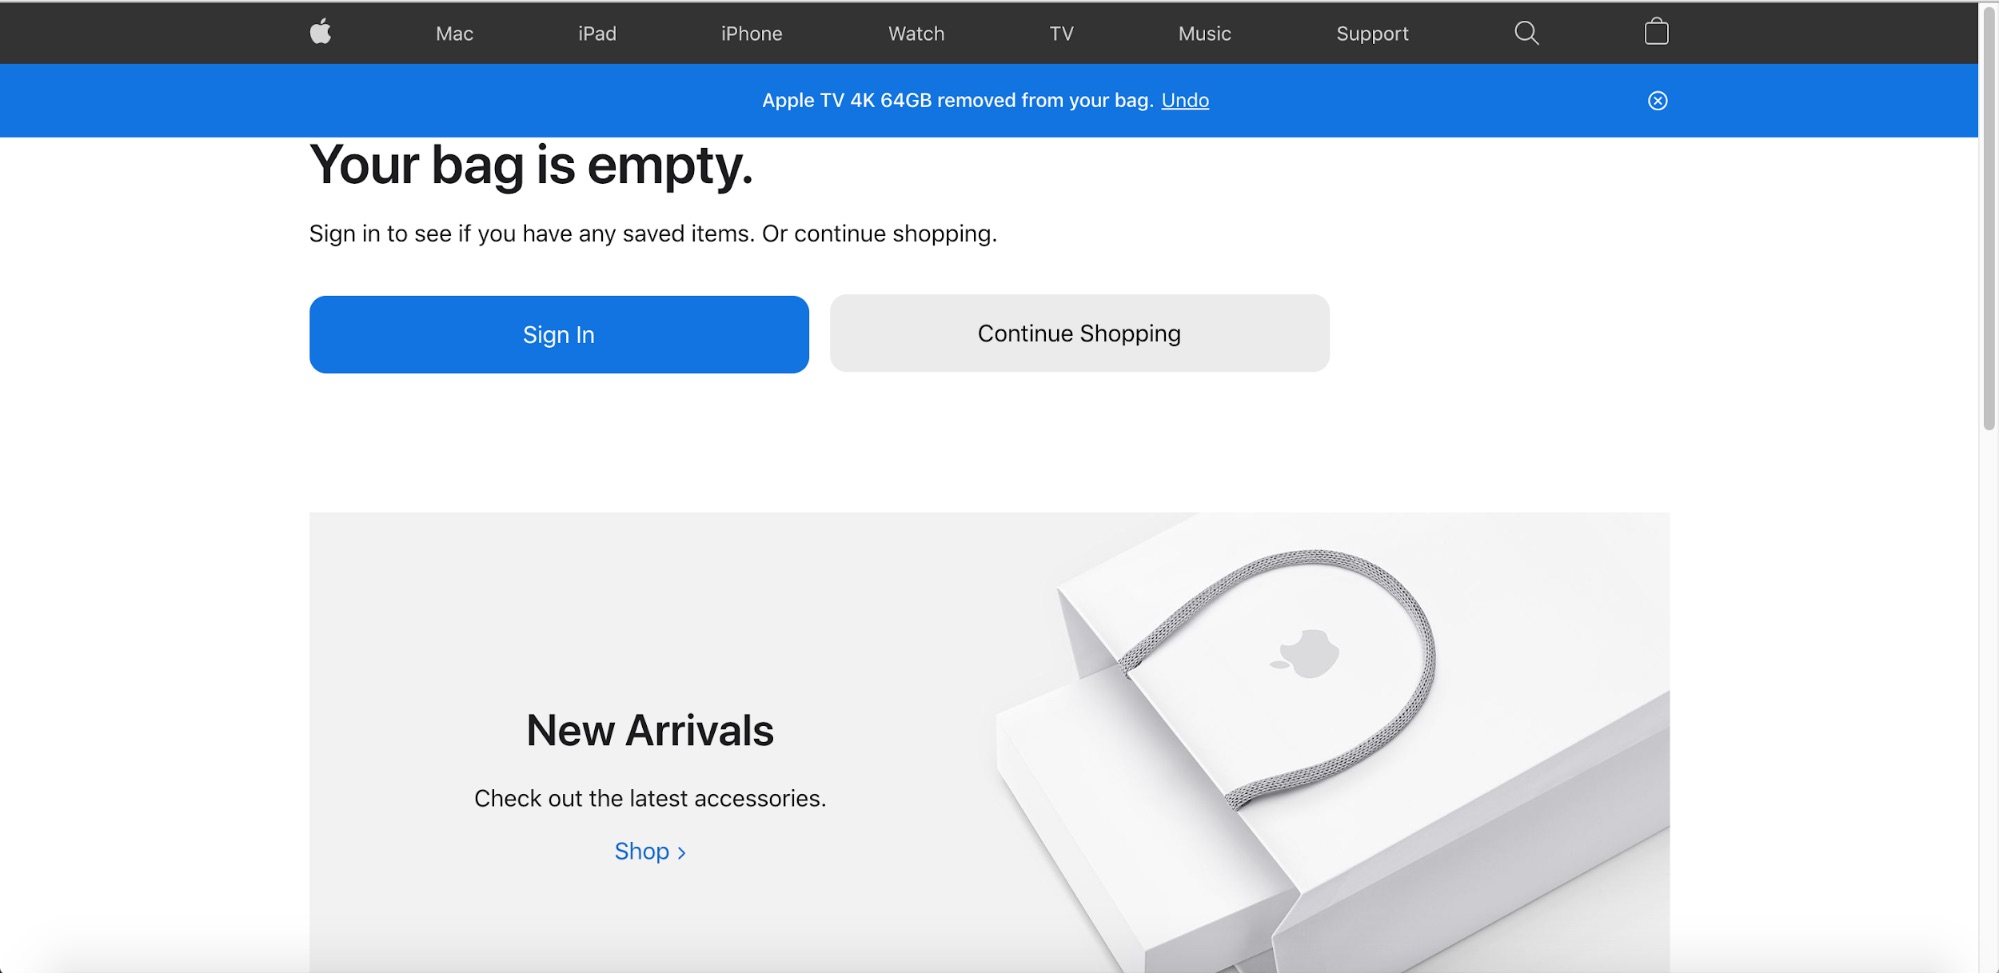 Mac iPad iPhone Watch TV Music Support
Apple TV 4K 64GB removed from your bag. Undo
Your bag is empty.
Sign in to see if you have any saved items. Or continue shopping.
Sign In Continue Shopping
New Arrivals
Check out the latest accessories.
Shop >